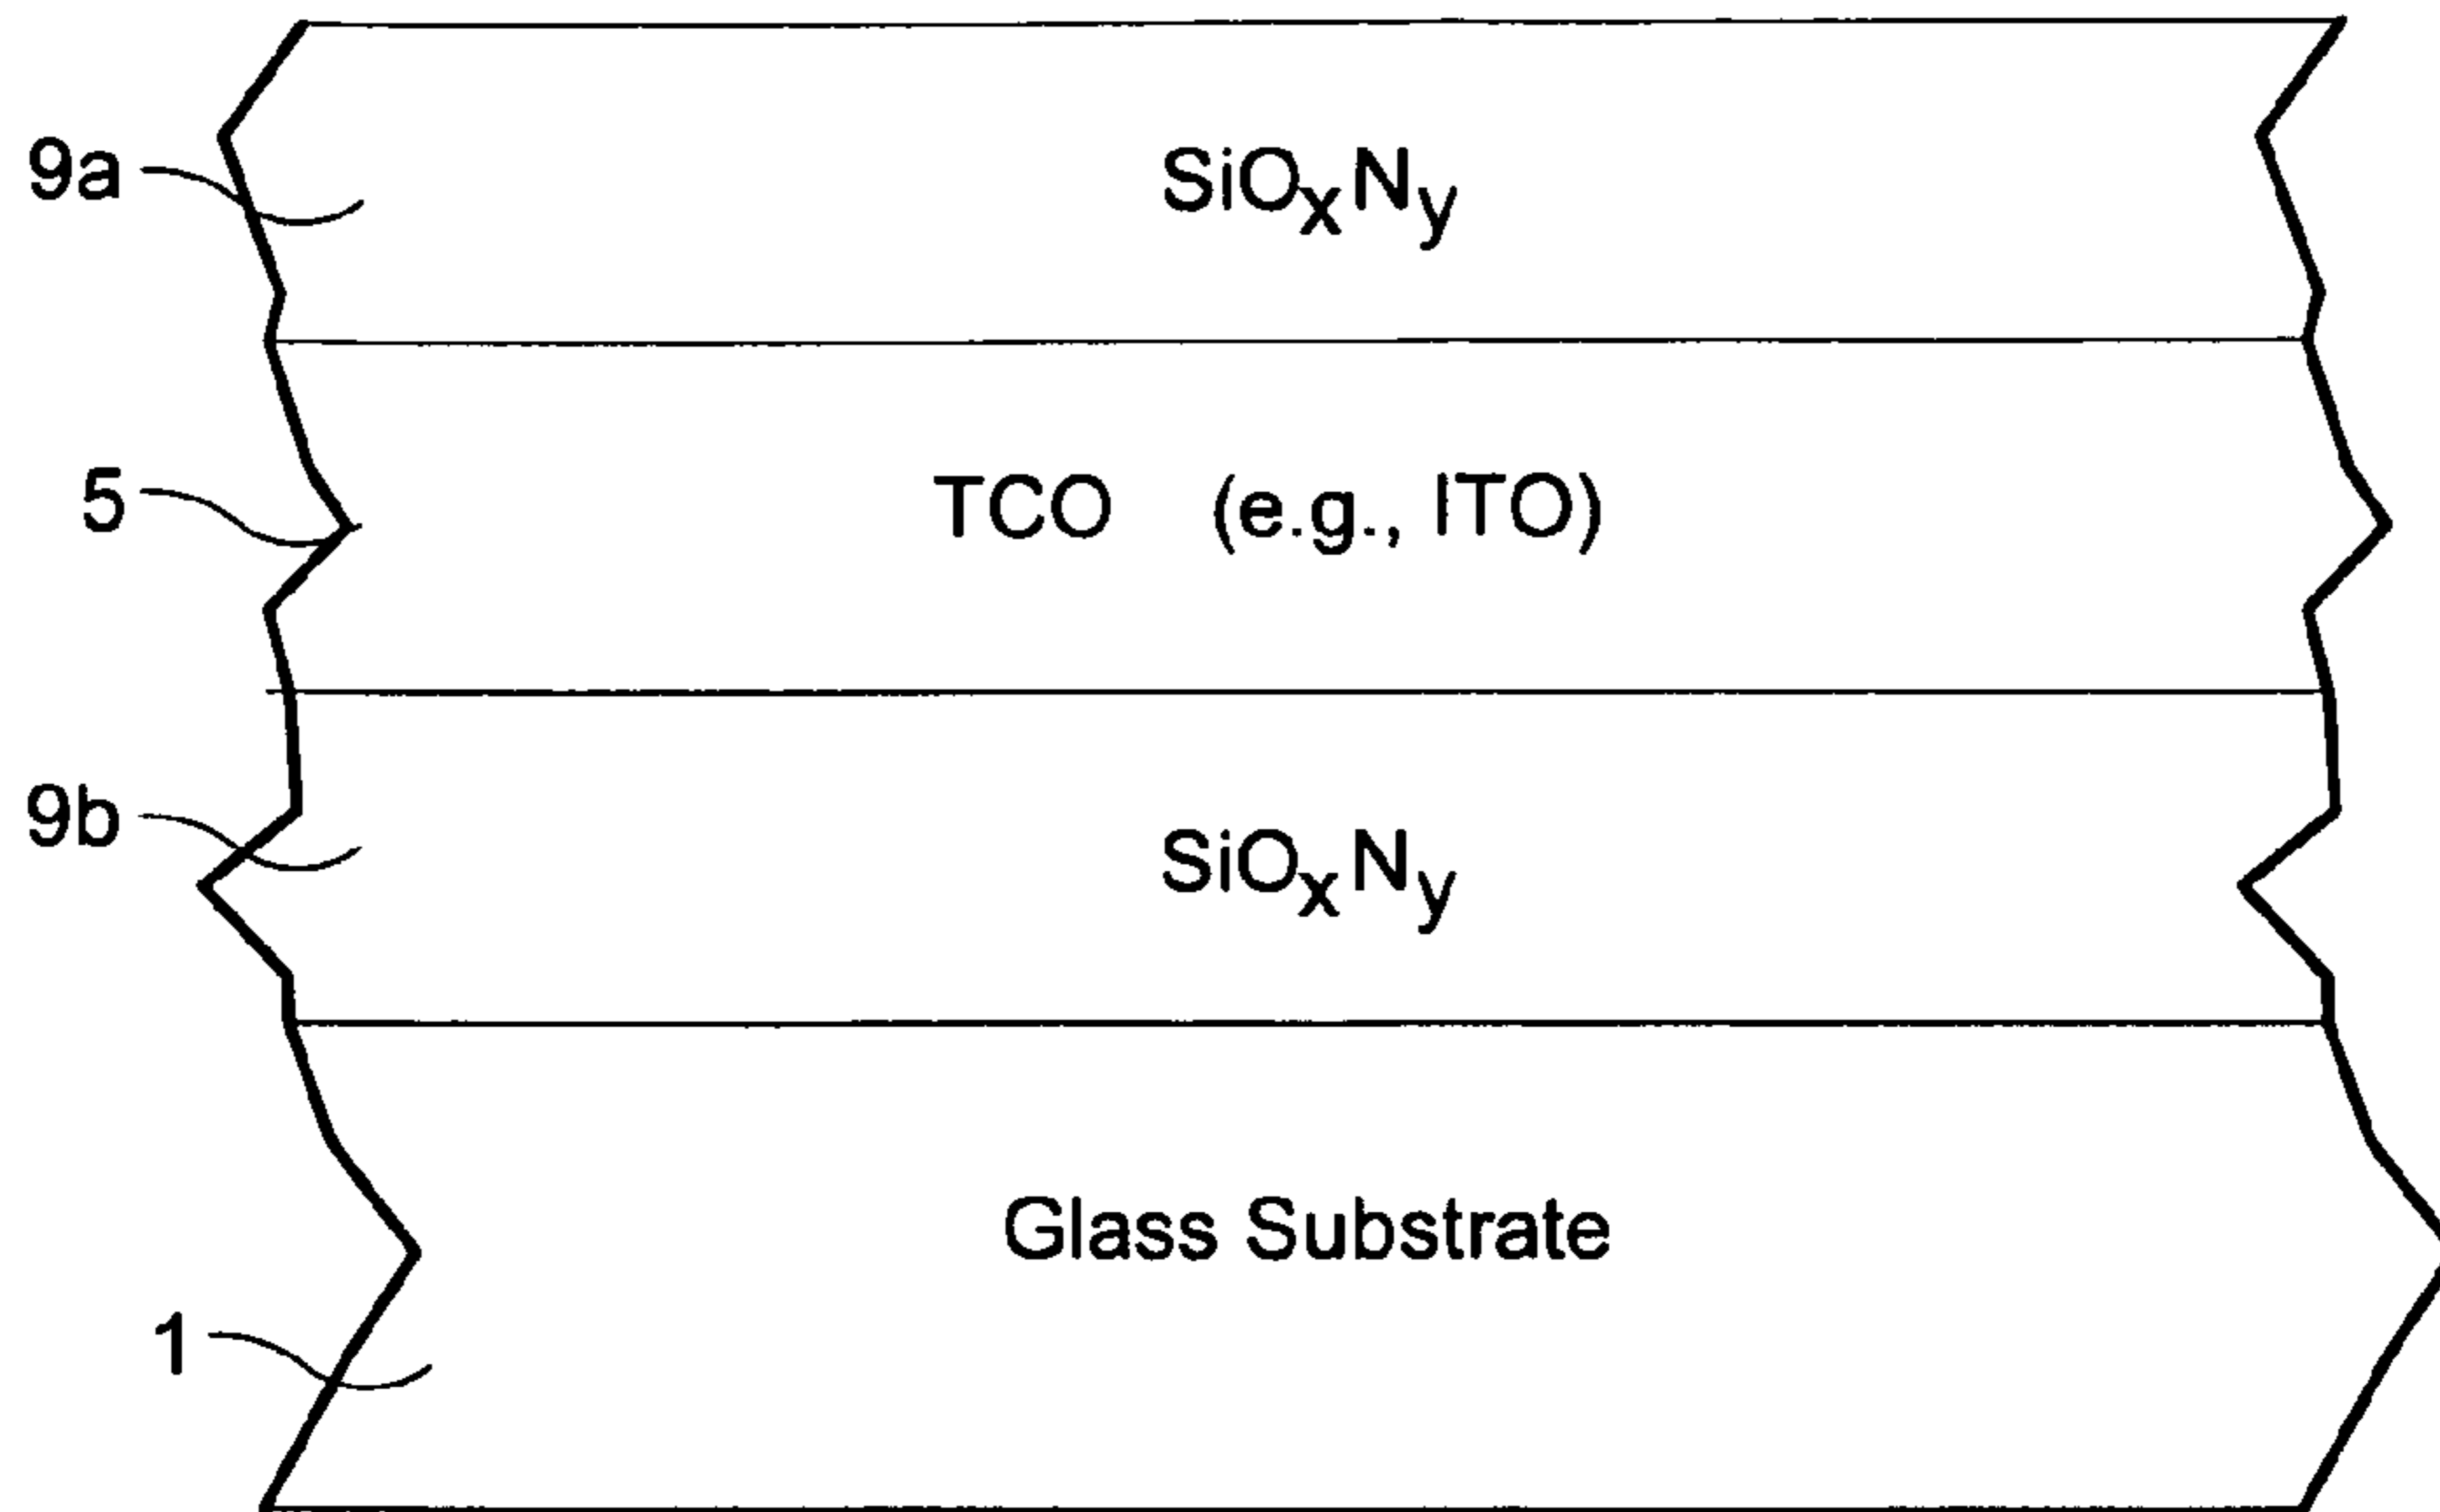 9a SiOxNy
5 TCO (e.g., ITO)
9b SiOxNy
Glass Substrate
1